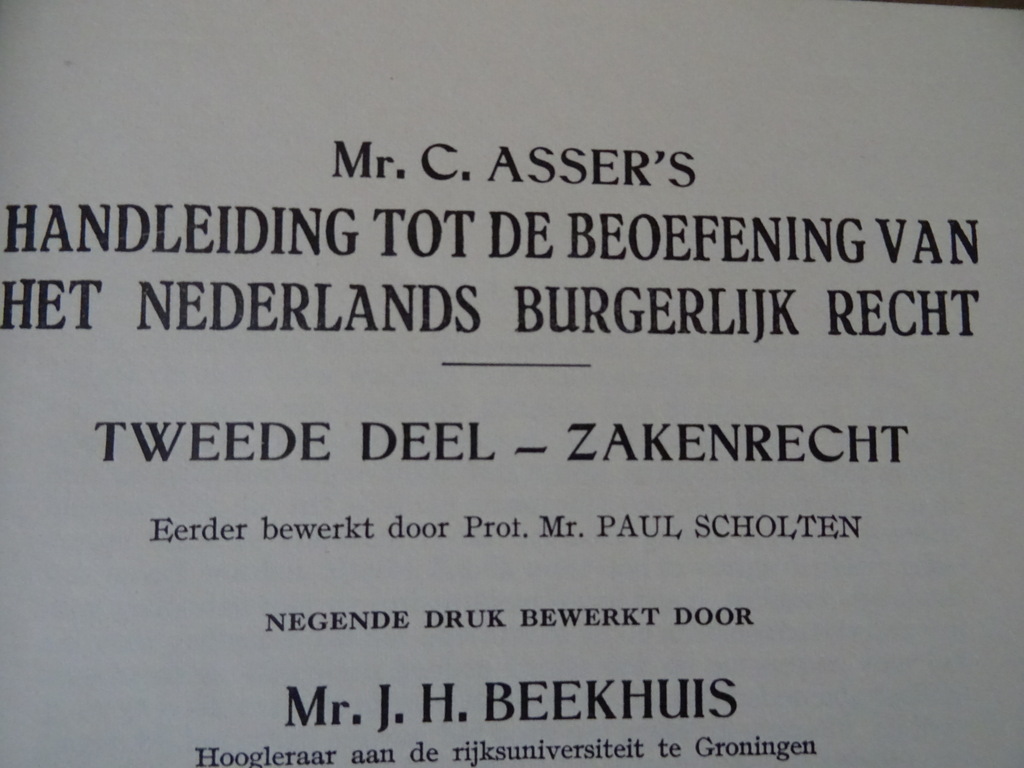 Mr. C. ASSER'S
HANDLEIDING TOT DE BEOEFENING VAN
HET NEDERLANDS BURGERLIJK RECHT
TWEEDE DEEL – ZAKENRECHT
Eerder bewerkt door Prof. Mr. PAUL SCHOLTEN
NEGENDE DRUK BEWERKT DOOR
Mr. J. H. BEEKHUIS
Hoogleraar aan de rijksuniversiteit te Groningen